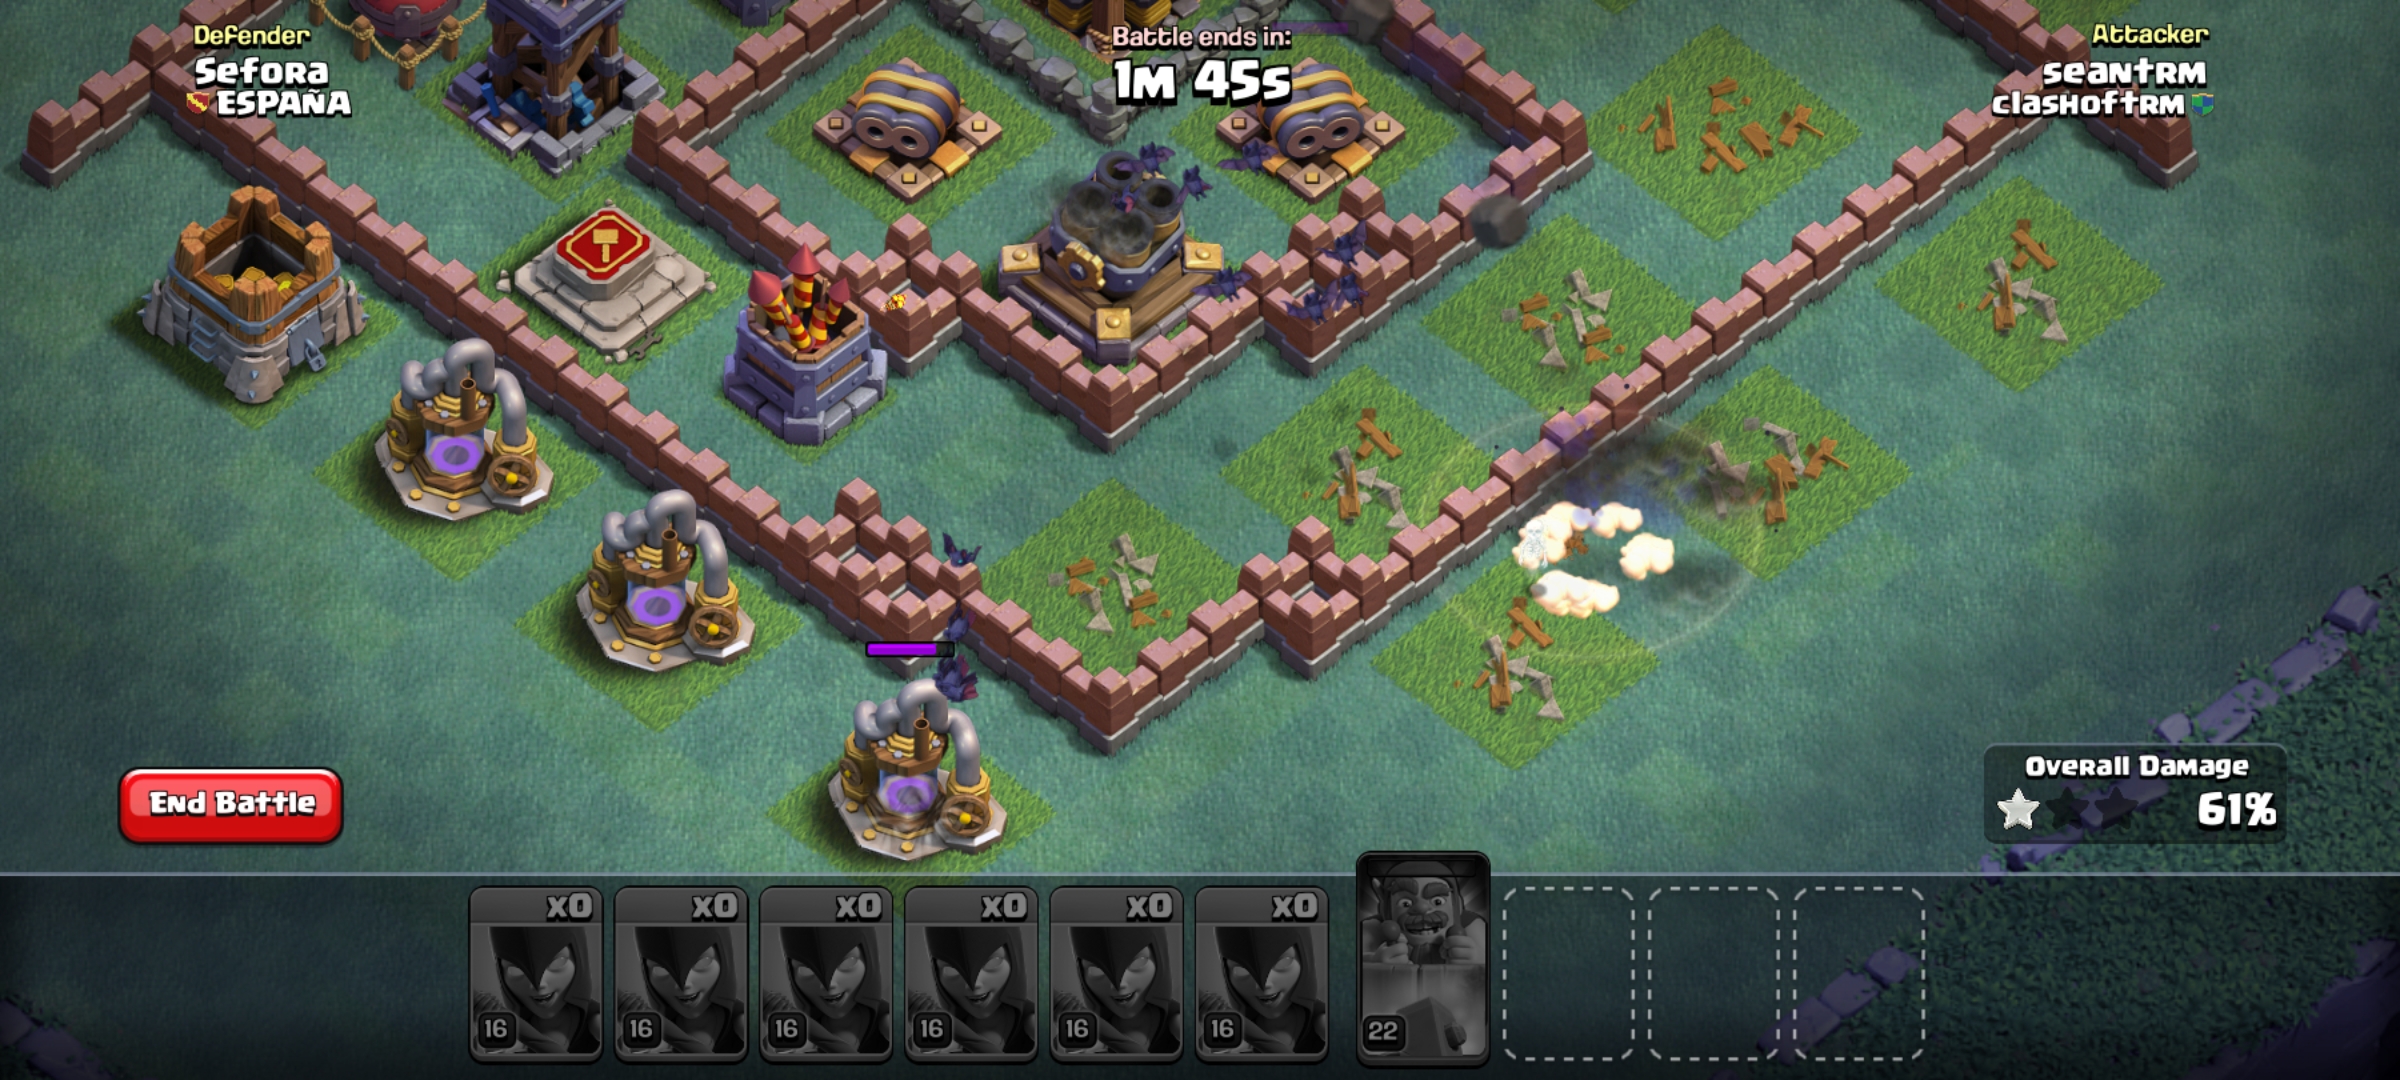 Defender
Sefora
ESPAÑA
Battle ends in:
1M 45s
Attacker
seantRM
clashoftRM
End Battle
Overall Damage
61%
x0
x0
x0
x0
x0
x0
16
16
16
16
16
16
22